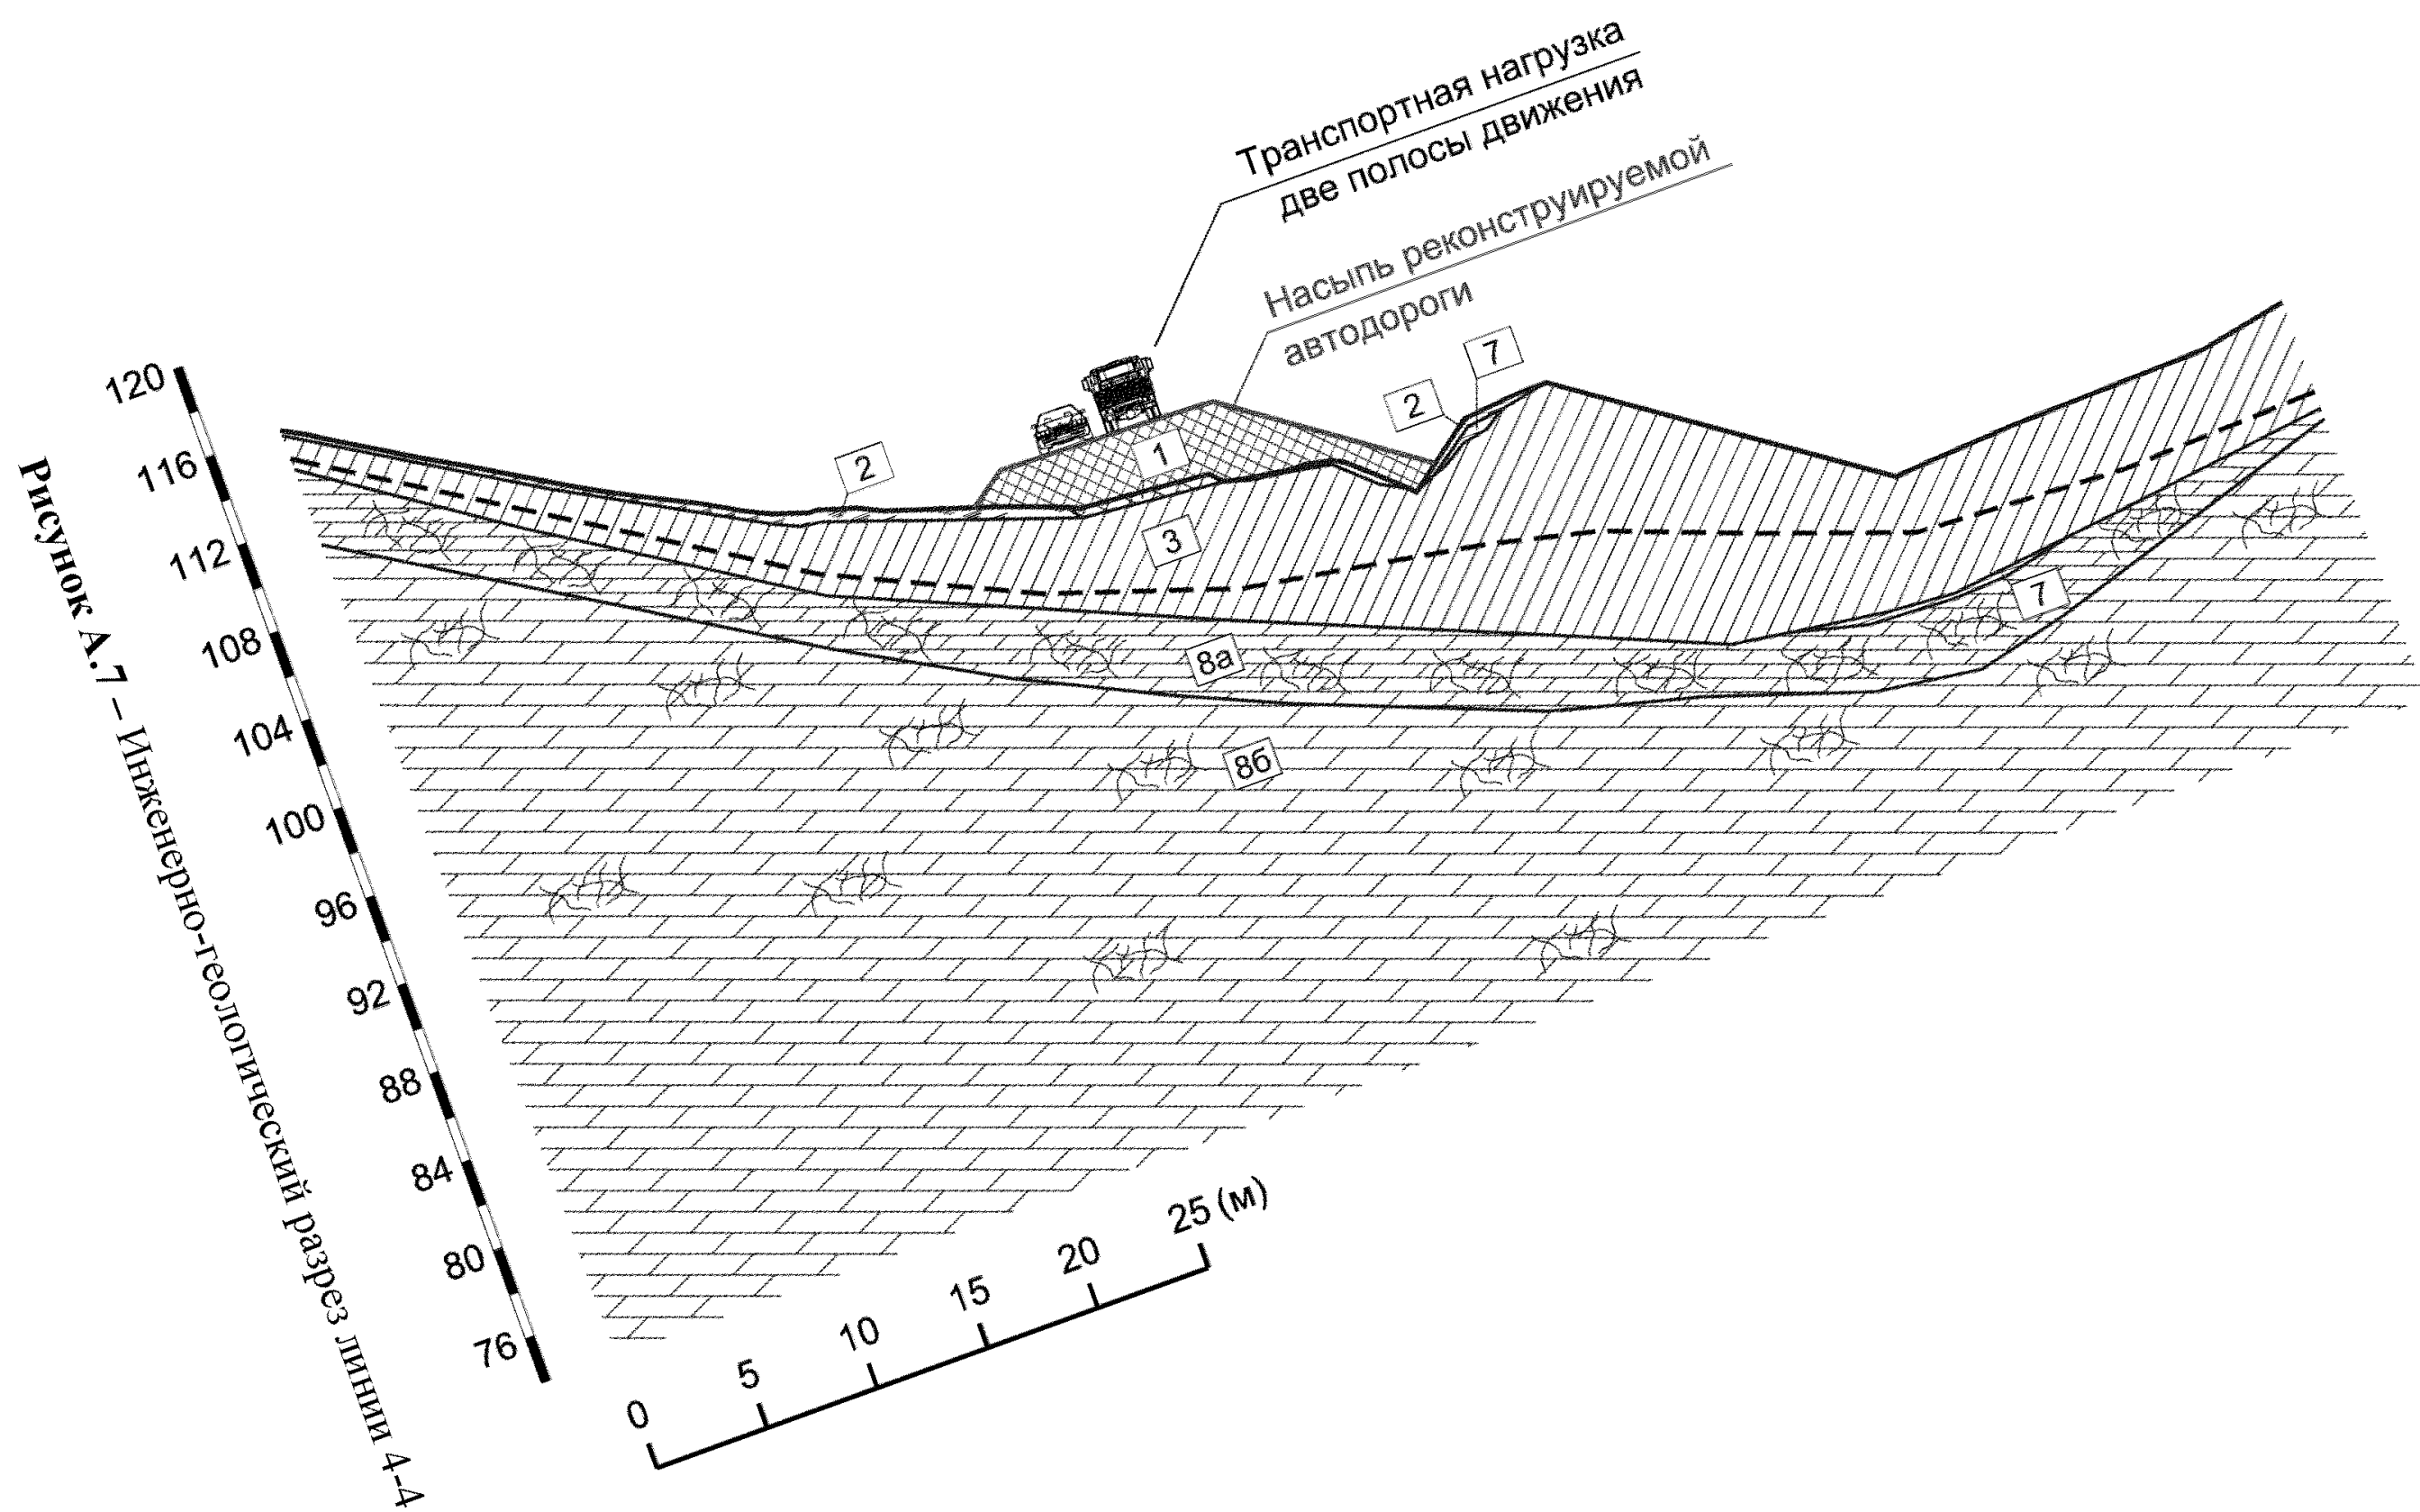 Транспортная нагрузка
две полосы движения
Насыпь реконструируемой
автодороги
7
2
1
2
3
7
8а
8б
120
116
112
108
104
100
96
92
88
84
80
76
0
5
10
15
20
25 (м)
Рисунок А.7 – Инженерно-геологический разрез линии 4-4